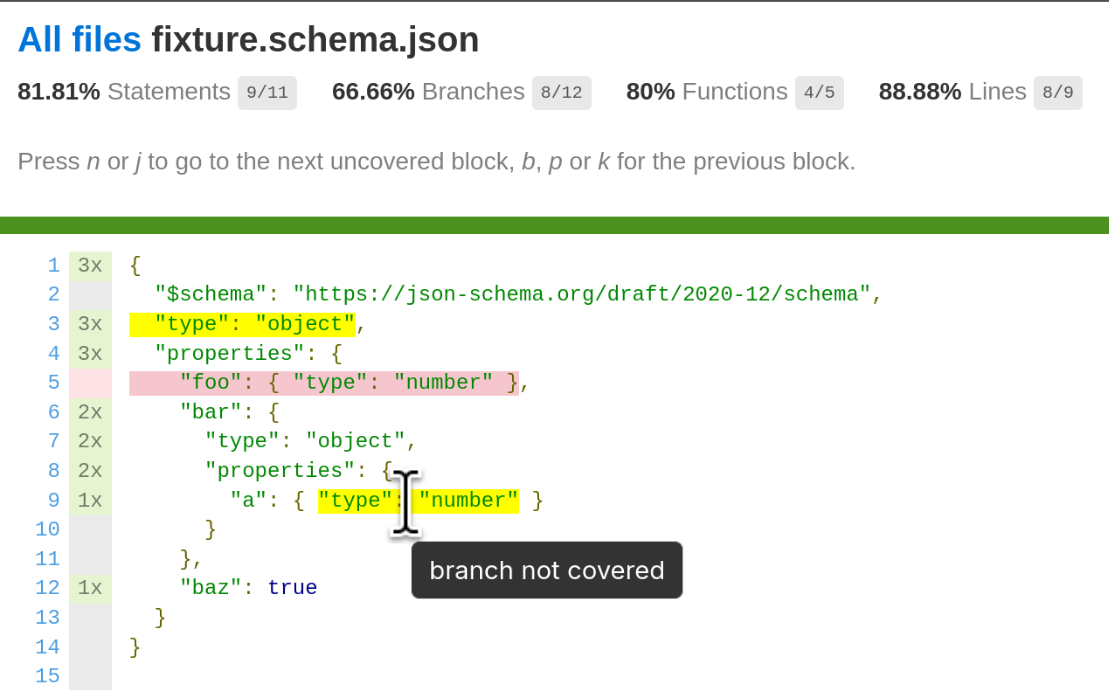 All files fixture.schema.json
81.81% Statements 9/11 66.66% Branches 8/12 80% Functions 4/5 88.88% Lines 8/9
Press n or j to go to the next uncovered block, b, p or k for the previous block.
1 3x {
2 "$schema": "https://json-schema.org/draft/2020-12/schema",
3 3x "type": "object",
4 3x "properties": {
5 "foo": { "type": "number" },
6 2x "bar": {
7 2x "type": "object",
8 2x "properties": {
9 1x "a": { "type": "number" }
10 }
11 },
branch not covered
12 1x "baz": true
13 }
14 }
15